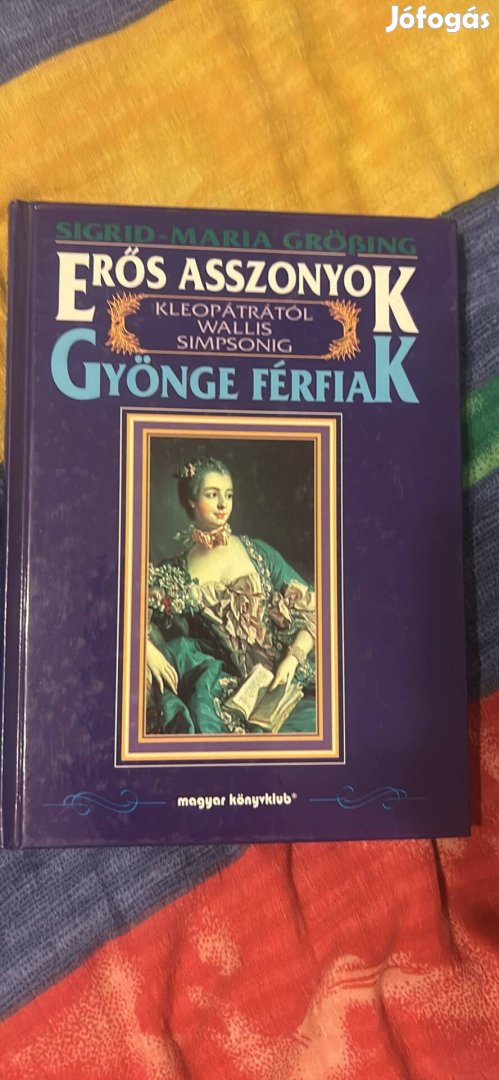 Jófogás
SIGRID-MARIA GRÖßING
ERŐS ASSZONYOK
KLEOPÁTRÁTÓL
WALLIS
SIMPSONIG
GYÖNGE FÉRFIAK
magyar könyvklub®